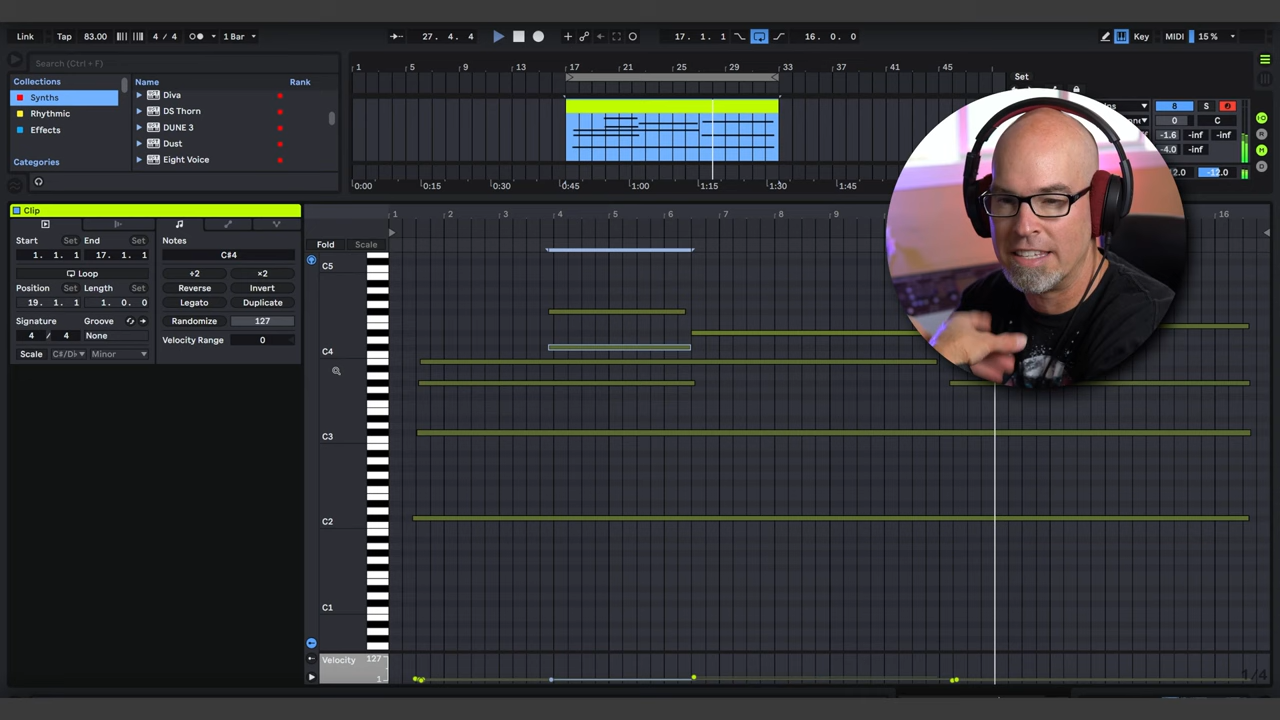 Link Tap 83.00 4 / 4 1 Bar 27. 4. 4 17. 1. 1 16. 0. 0 Key MIDI 15 %
Search (Ctrl + F)
Collections
Synths
Rhythmic
Effects
Categories
Name Rank
Diva
DS Thorn
DUNE 3
Dust
Eight Voice
1 5 9 13 17 21 25 29 33 37 41 45
Set
0:00 0:15 0:30 0:45 1:00 1:15 1:30 1:45
8 S
0 C
-1.6 -inf -inf
-4.0 -inf
-12.0
Clip
Start Set End Set
1. 1. 1 17. 1. 1
Loop
Position Set Length Set
19. 1. 1 1. 0. 0
Signature Groove
4 / 4 None
Scale C#/D♭ Minor
Notes
C#4
÷2 ×2
Reverse Invert
Legato Duplicate
Randomize 127
Velocity Range 0
Fold Scale
1 2 3 4 5 6 7 8 9 16
C5
C4
C3
C2
C1
Velocity 127
1
1/4